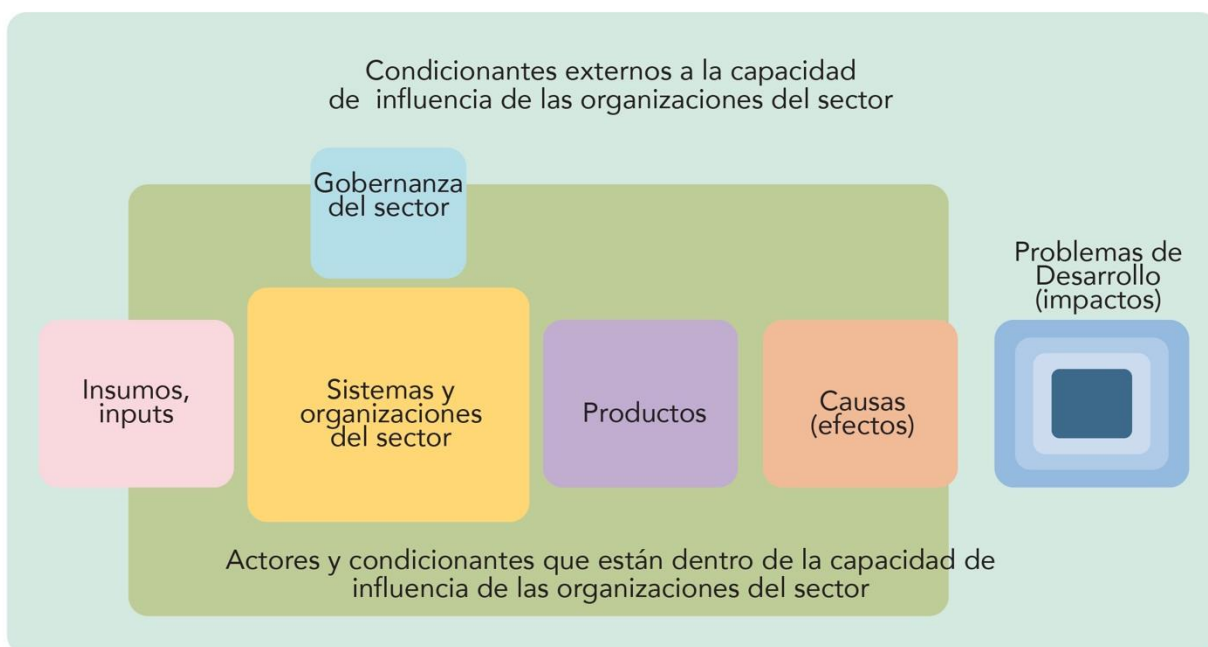 Condicionantes externos a la capacidad
de influencia de las organizaciones del sector
Gobernanza
del sector
Problemas de
Desarrollo
(impactos)
Insumos,
inputs
Sistemas y
organizaciones
del sector
Productos
Causas
(efectos)
Actores y condicionantes que están dentro de la capacidad de
influencia de las organizaciones del sector